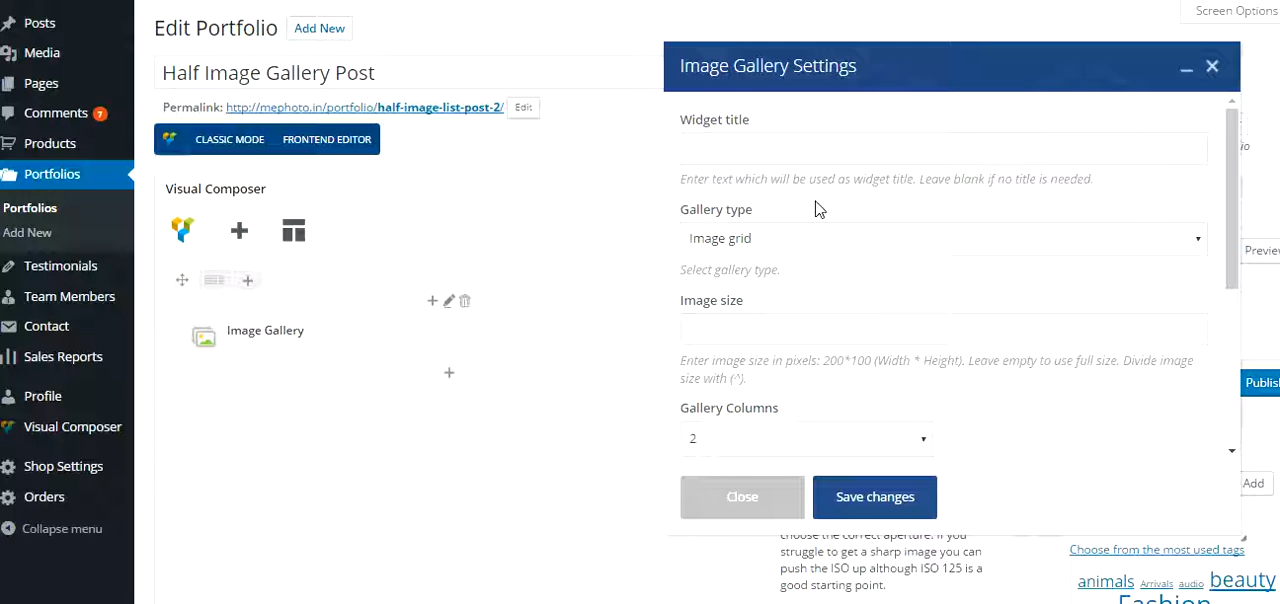 Posts
Media
Pages
Comments 7
Products
Portfolios
Portfolios
Add New
Testimonials
Team Members
Contact
Sales Reports
Profile
Visual Composer
Shop Settings
Orders
Collapse menu
Screen Options
Edit Portfolio Add New
Half Image Gallery Post
Permalink: http://mephoto.in/portfolio/half-image-list-post-2/ Edit
CLASSIC MODE FRONTEND EDITOR
Visual Composer
Image Gallery
Image Gallery Settings
Widget title
Enter text which will be used as widget title. Leave blank if no title is needed.
Gallery type
Image grid
Select gallery type.
Image size
Enter image size in pixels: 200*100 (Width * Height). Leave empty to use full size. Divide image
size with (^).
Gallery Columns
2
Close Save changes
io
Preview
Publis
Add
choose the correct aperture. If you
struggle to get a sharp image you can
push the ISO up although ISO 125 is a
good starting point.
Choose from the most used tags
animals Arrivals audio beauty
Fashion